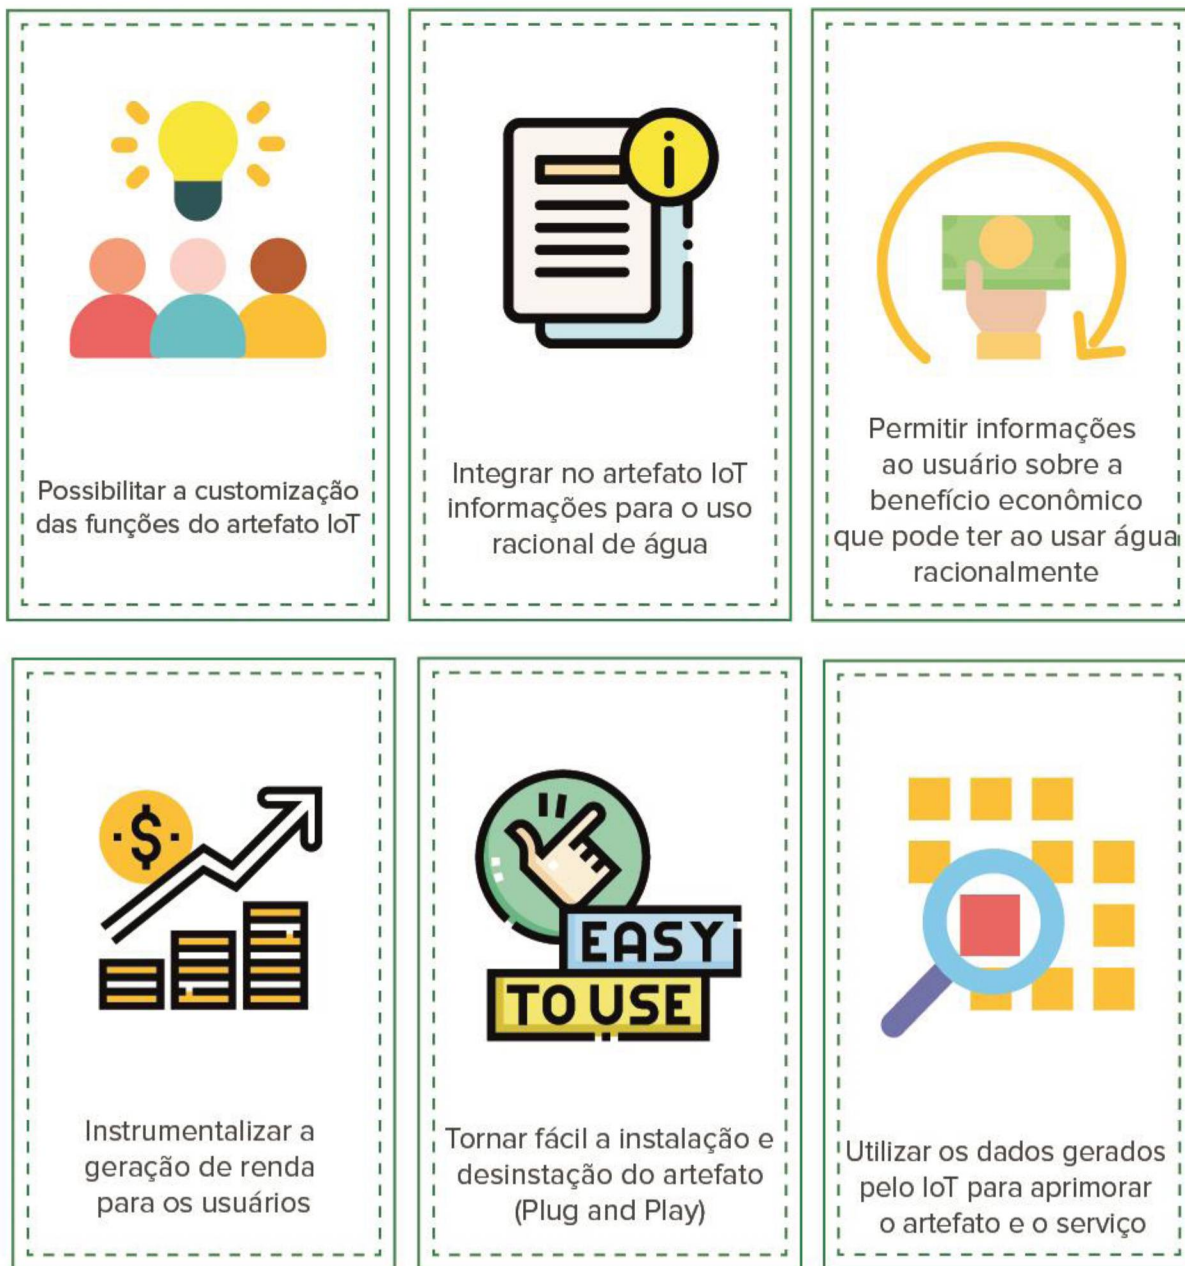 Possibilitar a customização
das funções do artefato IoT
i
Integrar no artefato IoT
informações para o uso
racional de água
Permitir informações
ao usuário sobre a
benefício econômico
que pode ter ao usar água
racionalmente
$
Instrumentalizar a
geração de renda
para os usuários
EASY
TO USE
Tornar fácil a instalação e
desinstação do artefato
(Plug and Play)
Utilizar os dados gerados
pelo IoT para aprimorar
o artefato e o serviço